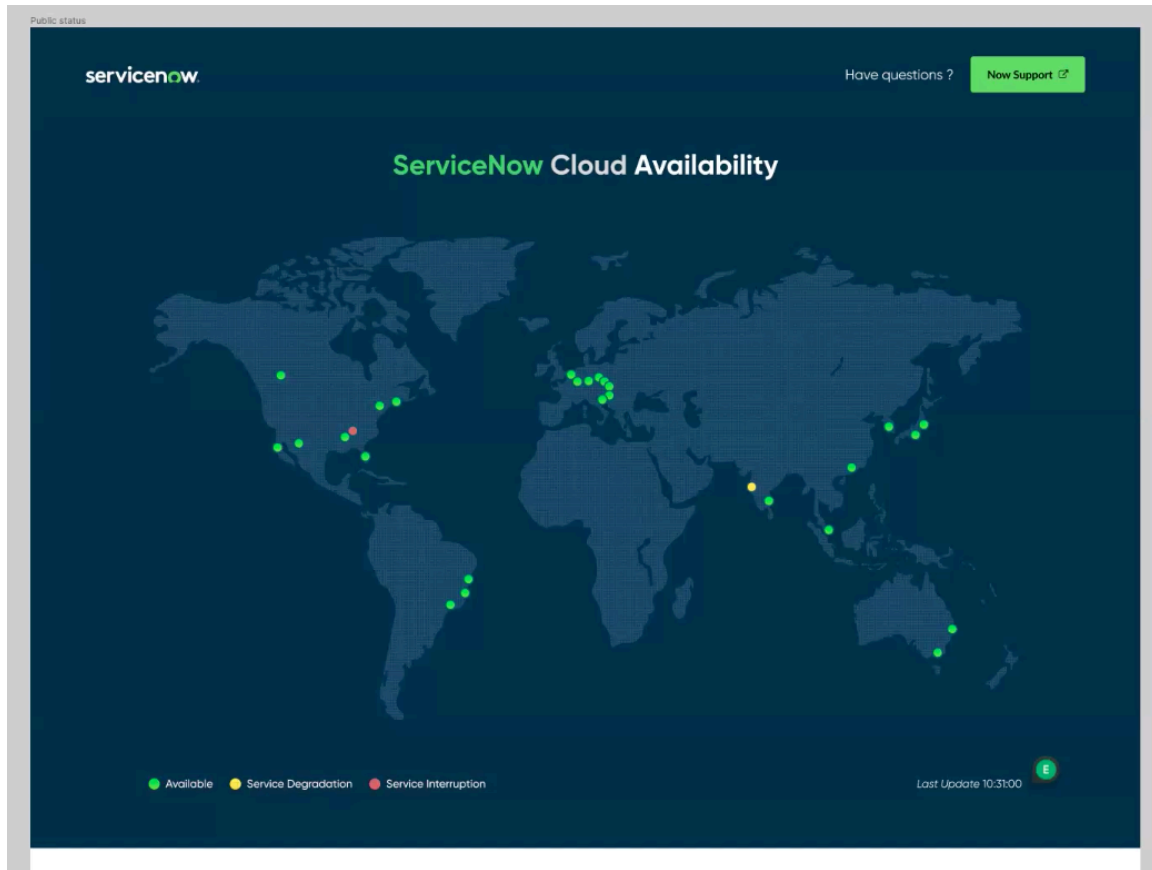 Public status
servicenow.
Have questions ? Now Support
ServiceNow Cloud Availability
Available Service Degradation Service Interruption
Last Update 10:31:00
E